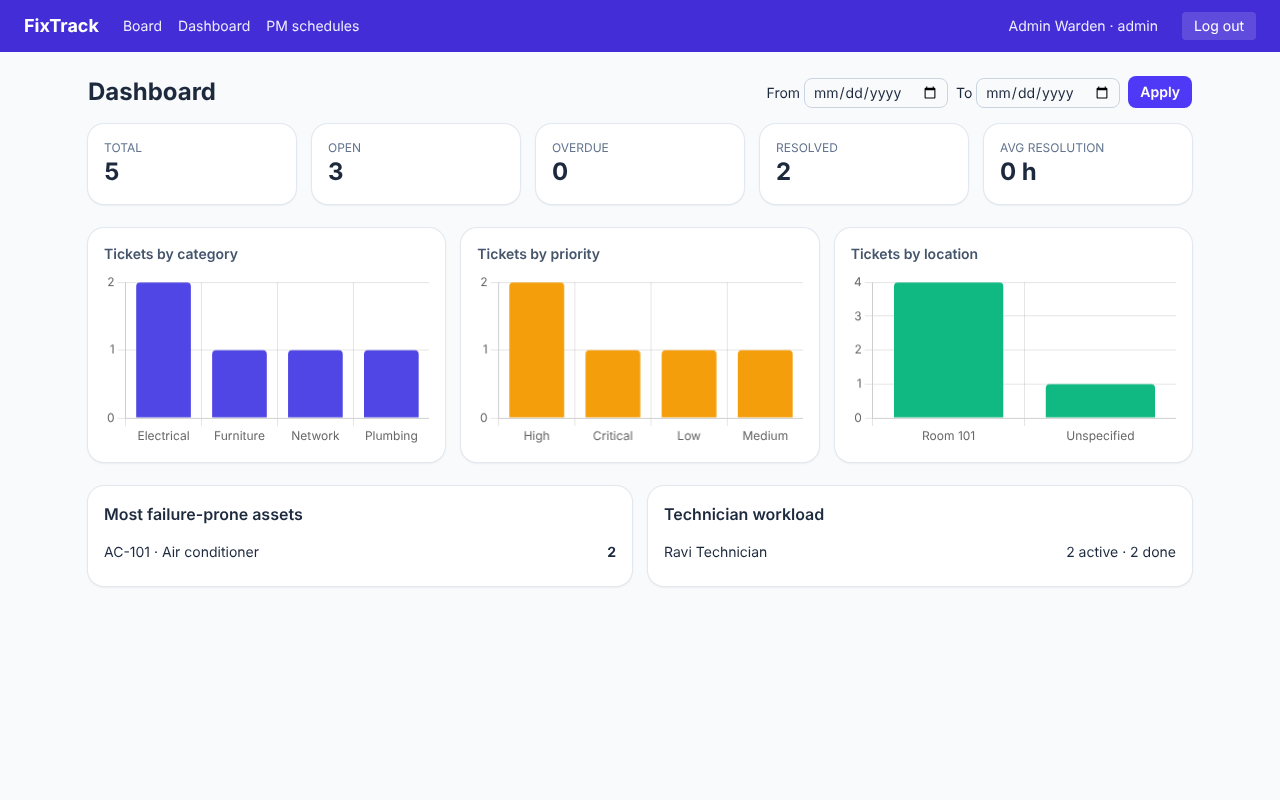 FixTrack Board Dashboard PM schedules Admin Warden · admin Log out
Dashboard From mm/dd/yyyy To mm/dd/yyyy Apply
TOTAL OPEN OVERDUE RESOLVED AVG RESOLUTION
5 3 0 2 0 h
Tickets by category
2
1
0
Electrical Furniture Network Plumbing
Tickets by priority
2
1
0
High Critical Low Medium
Tickets by location
4
3
2
1
0
Room 101 Unspecified
Most failure-prone assets
AC-101 · Air conditioner 2
Technician workload
Ravi Technician 2 active · 2 done